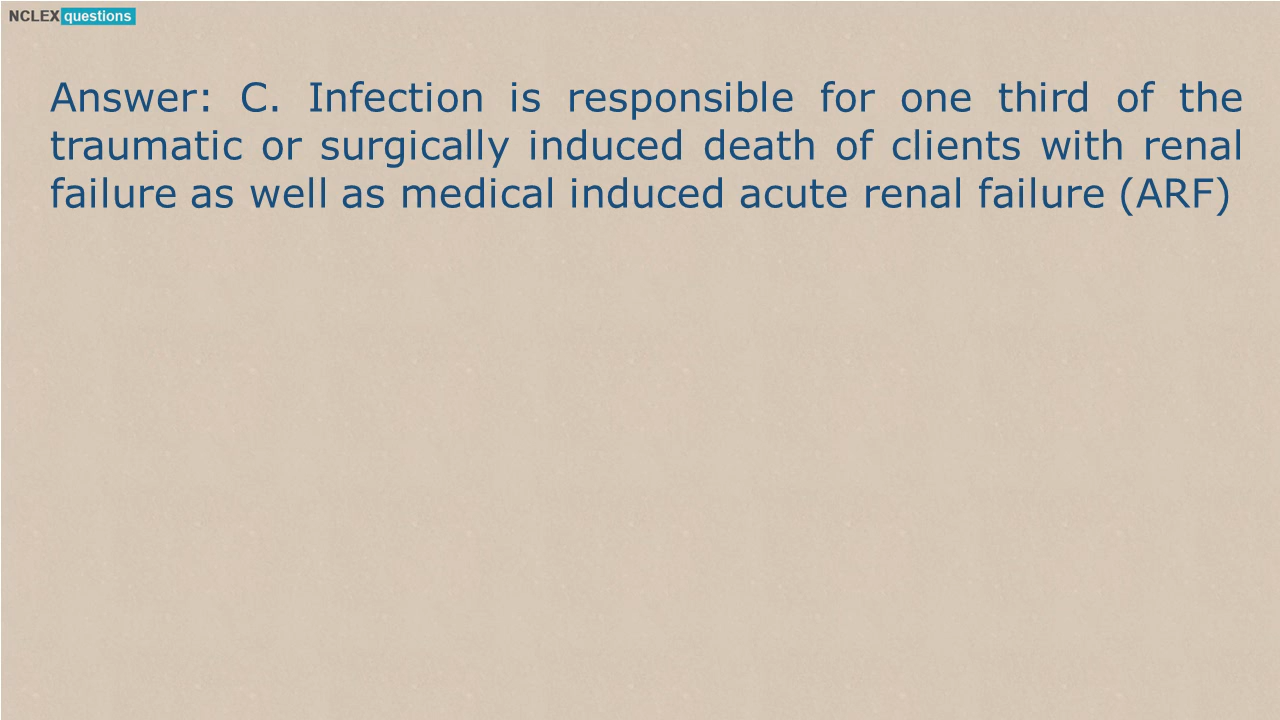 NCLEX questions
Answer: C. Infection is responsible for one third of the
traumatic or surgically induced death of clients with renal
failure as well as medical induced acute renal failure (ARF)